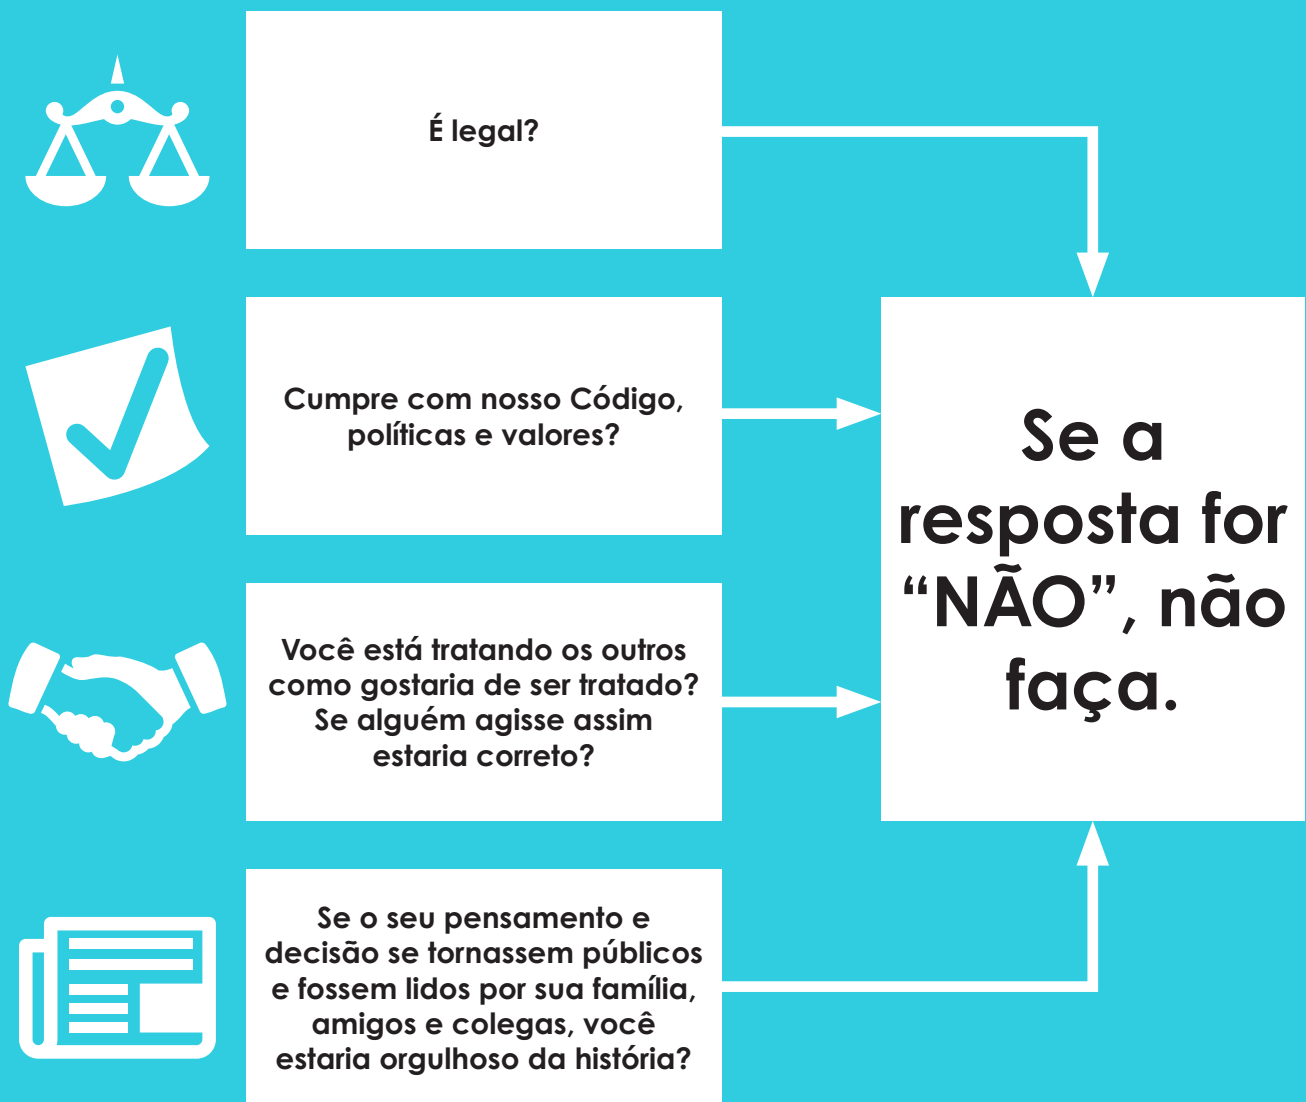 É legal?
Cumpre com nosso Código,
políticas e valores?
Você está tratando os outros
como gostaria de ser tratado?
Se alguém agisse assim
estaria correto?
Se o seu pensamento e
decisão se tornassem públicos
e fossem lidos por sua família,
amigos e colegas, você
estaria orgulhoso da história?
Se a
resposta for
“NÃO”, não
faça.